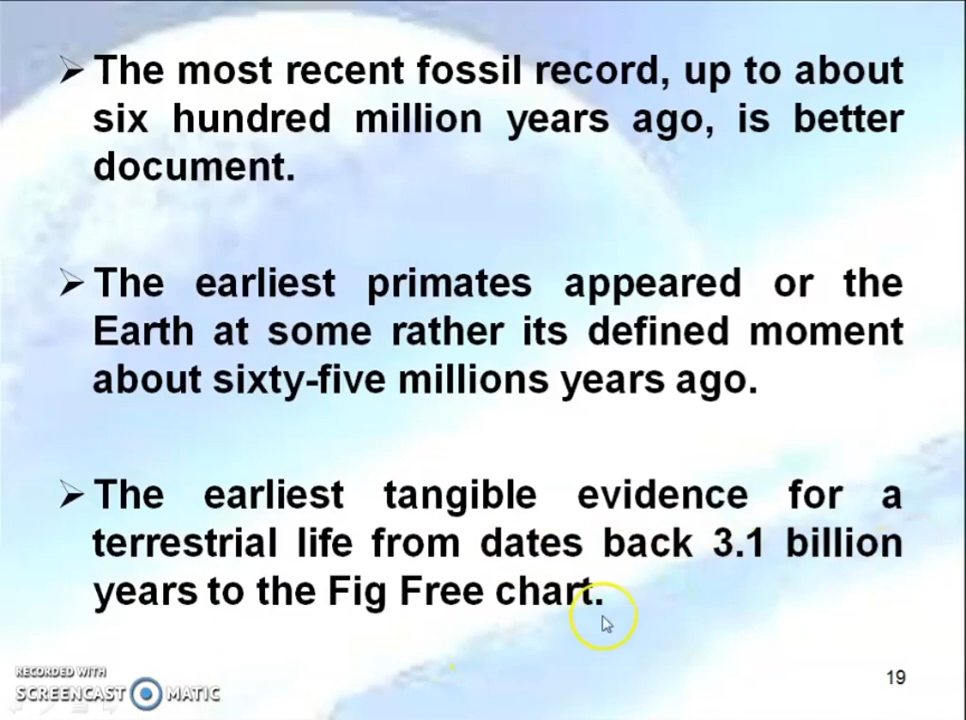 ➢ The most recent fossil record, up to about
six hundred million years ago, is better
document.
➢ The earliest primates appeared or the
Earth at some rather its defined moment
about sixty-five millions years ago.
➢ The earliest tangible evidence for a
terrestrial life from dates back 3.1 billion
years to the Fig Free chart.
RECORDED WITH
SCREENCAST MATIC
19